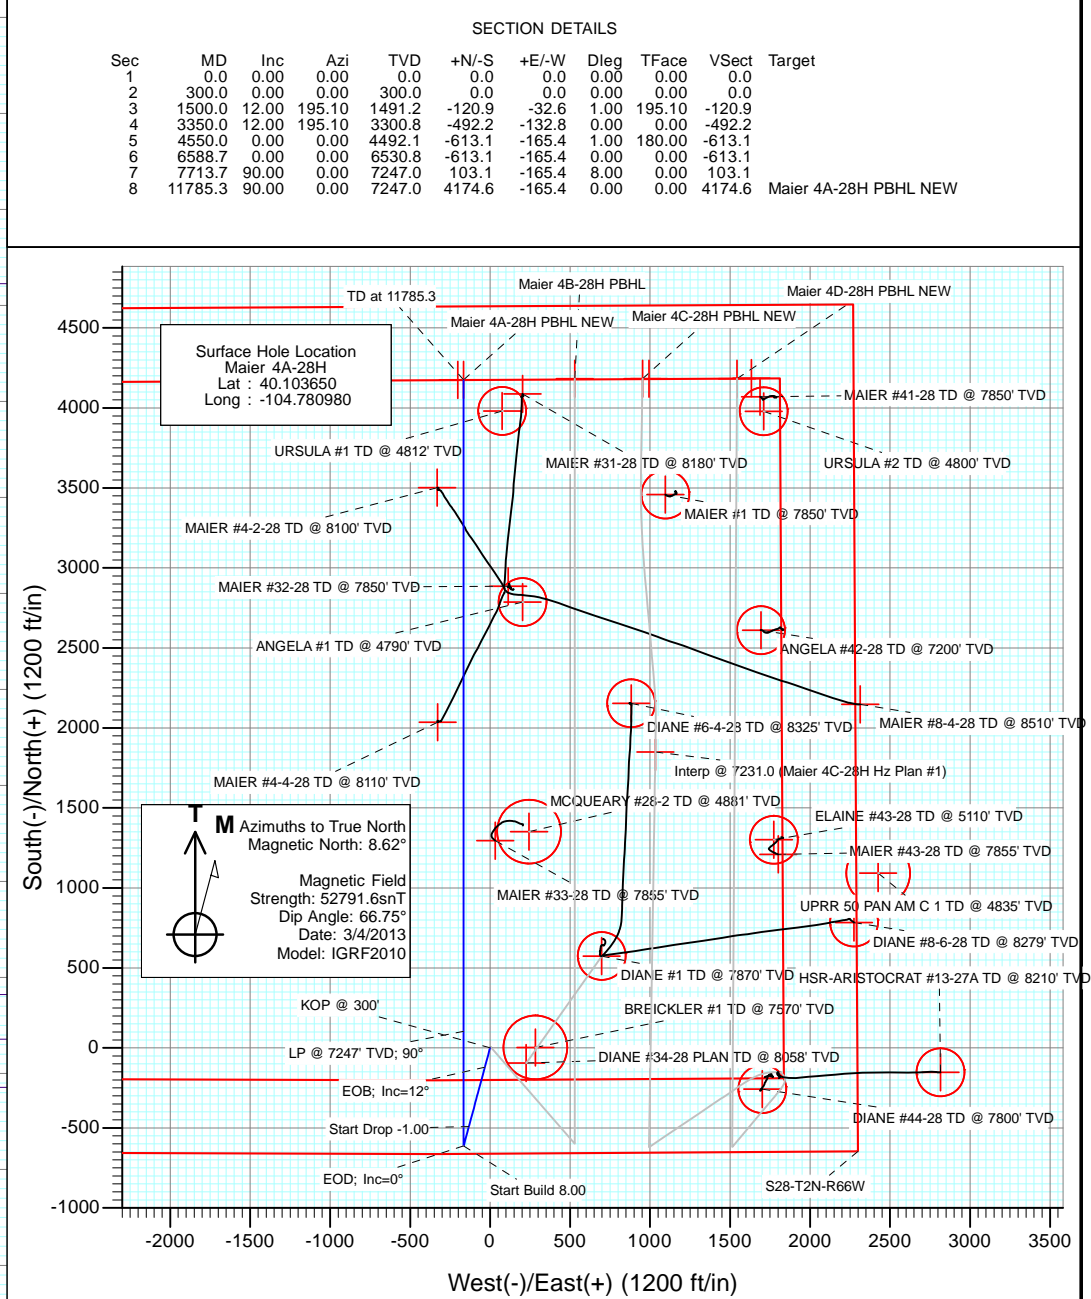 SECTION DETAILS
Sec MD Inc Azi TVD +N/-S +E/-W Dleg TFace VSect Target
1 0.0 0.00 0.00 0.0 0.0 0.0 0.00 0.00 0.0
2 300.0 0.00 0.00 300.0 0.0 0.0 0.00 0.00 0.0
3 1500.0 12.00 195.10 1491.2 -120.9 -32.6 1.00 195.10 -120.9
4 3350.0 12.00 195.10 3300.8 -492.2 -132.8 0.00 0.00 -492.2
5 4550.0 0.00 0.00 4492.1 -613.1 -165.4 1.00 180.00 -613.1
6 6588.7 0.00 0.00 6530.8 -613.1 -165.4 0.00 0.00 -613.1
7 7713.7 90.00 0.00 7247.0 103.1 -165.4 8.00 0.00 103.1
8 11785.3 90.00 0.00 7247.0 4174.6 -165.4 0.00 0.00 4174.6 Maier 4A-28H PBHL NEW
Maier 4B-28H PBHL
Maier 4D-28H PBHL NEW
TD at 11785.3
Maier 4A-28H PBHL NEW
Maier 4C-28H PBHL NEW
Surface Hole Location
Maier 4A-28H
Lat : 40.103650
Long : -104.780980
MAIER #41-28 TD @ 7850' TVD
URSULA #1 TD @ 4812' TVD
MAIER #31-28 TD @ 8180' TVD
URSULA #2 TD @ 4800' TVD
MAIER #4-2-28 TD @ 8100' TVD
MAIER #1 TD @ 7850' TVD
MAIER #32-28 TD @ 7850' TVD
ANGELA #1 TD @ 4790' TVD
ANGELA #42-28 TD @ 7200' TVD
DIANE #6-4-28 TD @ 8325' TVD
MAIER #8-4-28 TD @ 8510' TVD
MAIER #4-4-28 TD @ 8110' TVD
Interp @ 7231.0 (Maier 4C-28H Hz Plan #1)
MCQUEARY #28-2 TD @ 4881' TVD
ELAINE #43-28 TD @ 5110' TVD
MAIER #43-28 TD @ 7855' TVD
MAIER #33-28 TD @ 7855' TVD
UPRR 50 PAN AM C 1 TD @ 4835' TVD
DIANE #8-6-28 TD @ 8279' TVD
DIANE #1 TD @ 7870' TVD
HSR-ARISTOCRAT #13-27A TD @ 8210' TVD
T M
Azimuths to True North
Magnetic North: 8.62°
Magnetic Field
Strength: 52791.6snT
Dip Angle: 66.75°
Date: 3/4/2013
Model: IGRF2010
KOP @ 300'
BREICKLER #1 TD @ 7570' TVD
LP @ 7247' TVD; 90°
DIANE #34-28 PLAN TD @ 8058' TVD
EOB; Inc=12°
DIANE #44-28 TD @ 7800' TVD
Start Drop -1.00
EOD; Inc=0°
Start Build 8.00
S28-T2N-R66W
4500
4000
3500
3000
2500
2000
1500
1000
500
0
-500
-1000
South(-)/North(+) (1200 ft/in)
-2000 -1500 -1000 -500 0 500 1000 1500 2000 2500 3000 3500
West(-)/East(+) (1200 ft/in)